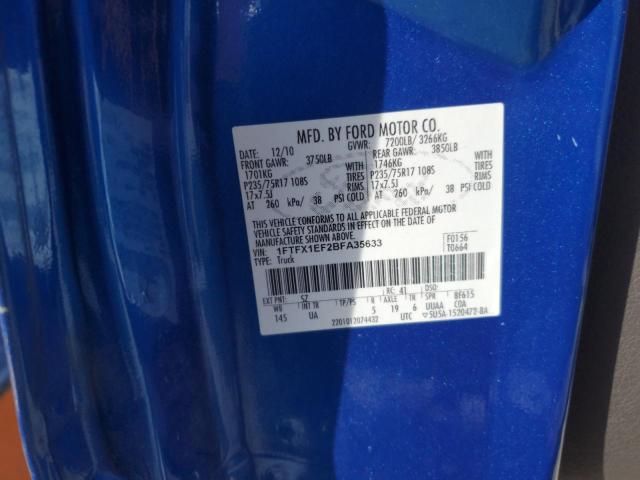 MFD. BY FORD MOTOR CO.
DATE: 12/10 GVWR: 7200LB/ 3266KG
FRONT GAWR: 3750LB REAR GAWR: 3850LB
1701KG WITH 1746KG WITH
P235/75R17 108S TIRES P235/75R17 108S TIRES
17x7.5J RIMS 17x7.5J RIMS
AT 260 kPa/ 38 PSI COLD AT 260 kPa/ 38 PSI COLD
THIS VEHICLE CONFORMS TO ALL APPLICABLE FEDERAL MOTOR
VEHICLE SAFETY STANDARDS IN EFFECT ON THE DATE OF
MANUFACTURE SHOWN ABOVE.
VIN: 1FTFX1EF2BFA35633 F0156
TYPE: Truck T0664
EXT PNT: SZ RC: 41 DSO:
WB INT TR TP/PS R AXLE TR SPR BF615
145 UA 5 19 6 UUAA COA
2201012074432 UTC ▽5U5A-1520472-BA